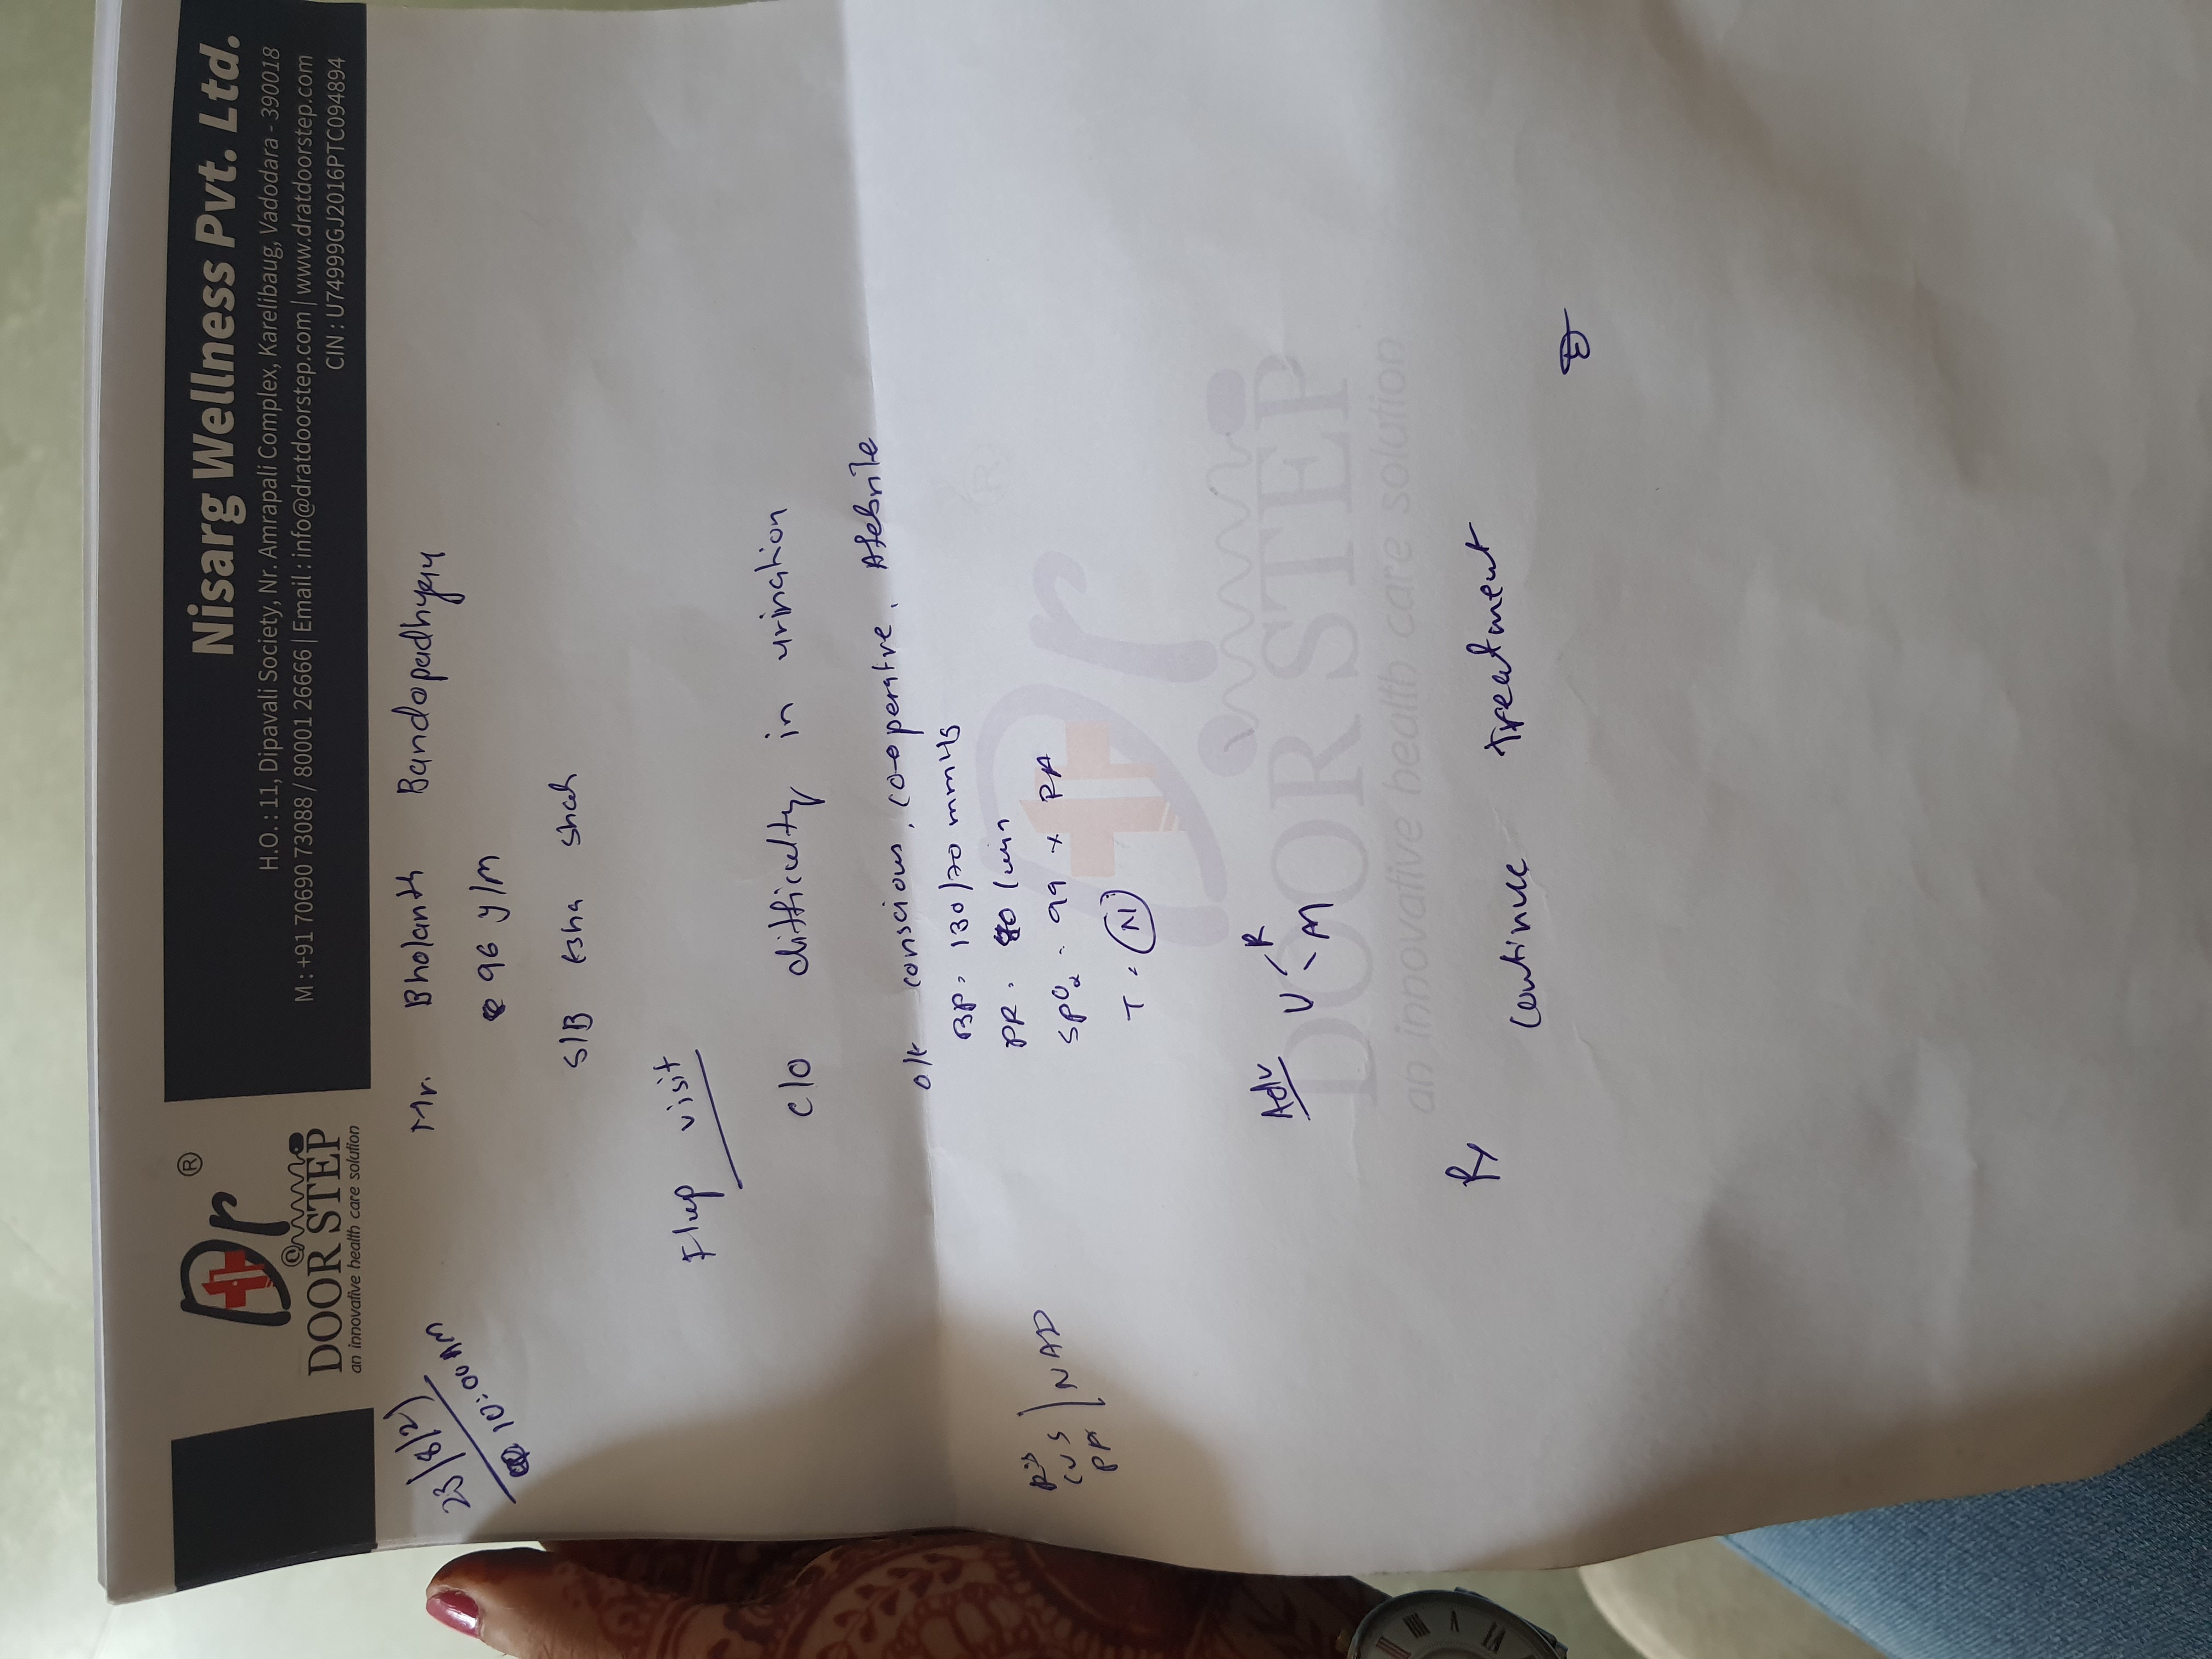 Dr ®
DOOR STEP
an innovative health care solution
Nisarg Wellness Pvt. Ltd.
H.O. : 11, Dipavali Society, Nr. Amrapali Complex, Karelibaug, Vadodara - 390018
M : +91 70690 73088 / 80001 26666 | Email : info@dratdoorstep.com | www.dratdoorstep.com
CIN : U74999GJ2016PTC094894
23/8/21
@ 10:00 AM
Mr. Bholanth Bandopadhyay
96 y/M
S/B Esha Shah
F/up visit
c/o difficulty in urination
o/e conscious, co-operative, Afebrile
BP = 130/70 mmHg
PR = 80 /min
SpO2 = 99 % RA
T = N
RS
CVS
PA
NAD
Adv U R
M
Dr
DOOR STEP
an innovative health care solution
Rx
continue treatment